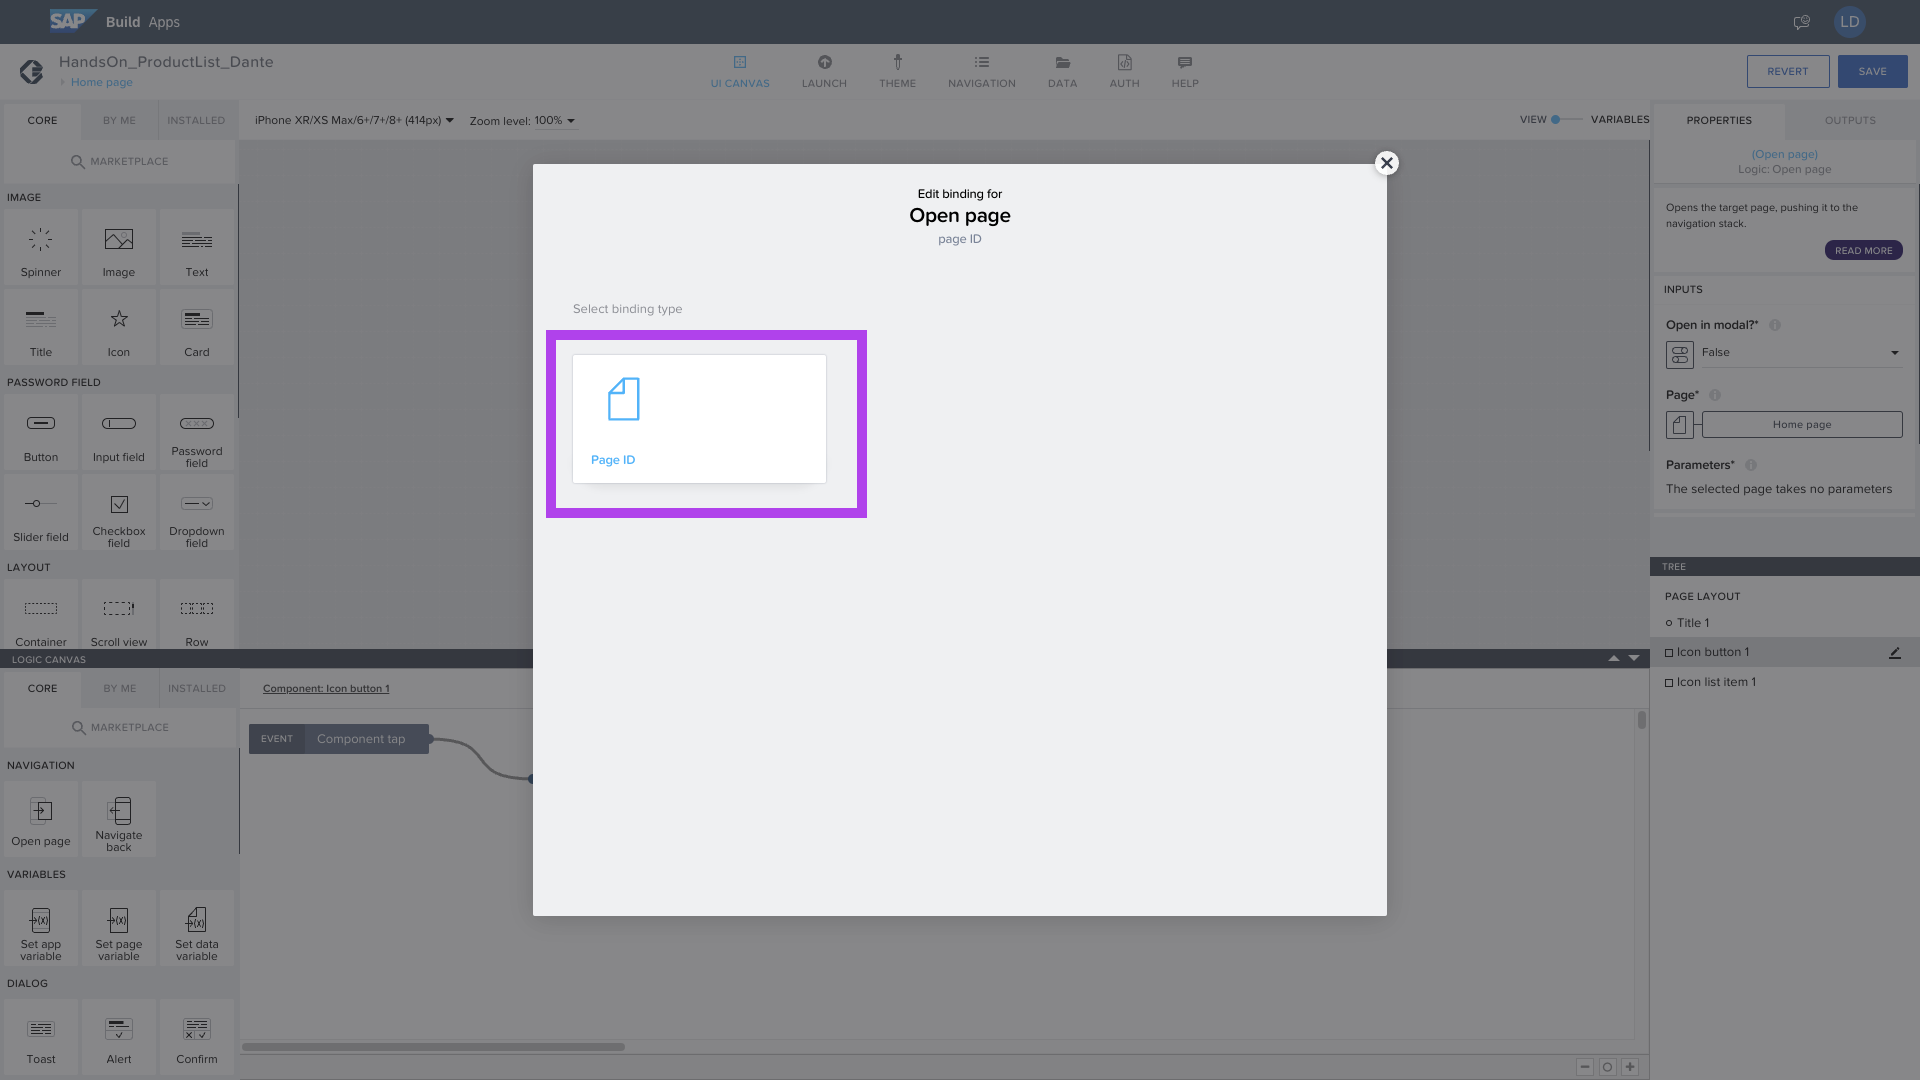 SAP Build Apps
LD
HandsOn_ProductList_Dante
Home page
UI CANVAS
LAUNCH
THEME
NAVIGATION
DATA
AUTH
HELP
REVERT
SAVE
CORE
BY ME
INSTALLED
MARKETPLACE
iPhone XR/XS Max/6+/7+/8+ (414px)
Zoom level: 100%
VIEW
VARIABLES
IMAGE
Spinner
Image
Text
Title
Icon
Card
PASSWORD FIELD
Button
Input field
Password
field
Slider field
Checkbox
field
Dropdown
field
LAYOUT
Container
Scroll view
Row
Edit binding for
Open page
page ID
Select binding type
Page ID
PROPERTIES
OUTPUTS
(Open page)
Logic: Open page
Opens the target page, pushing it to the
navigation stack.
READ MORE
INPUTS
Open in modal?*
False
Page*
Home page
Parameters*
The selected page takes no parameters
TREE
PAGE LAYOUT
Title 1
Icon button 1
Icon list item 1
LOGIC CANVAS
CORE
BY ME
INSTALLED
MARKETPLACE
Component: Icon button 1
EVENT
Component tap
NAVIGATION
Open page
Navigate
back
VARIABLES
Set app
variable
Set page
variable
Set data
variable
DIALOG
Toast
Alert
Confirm